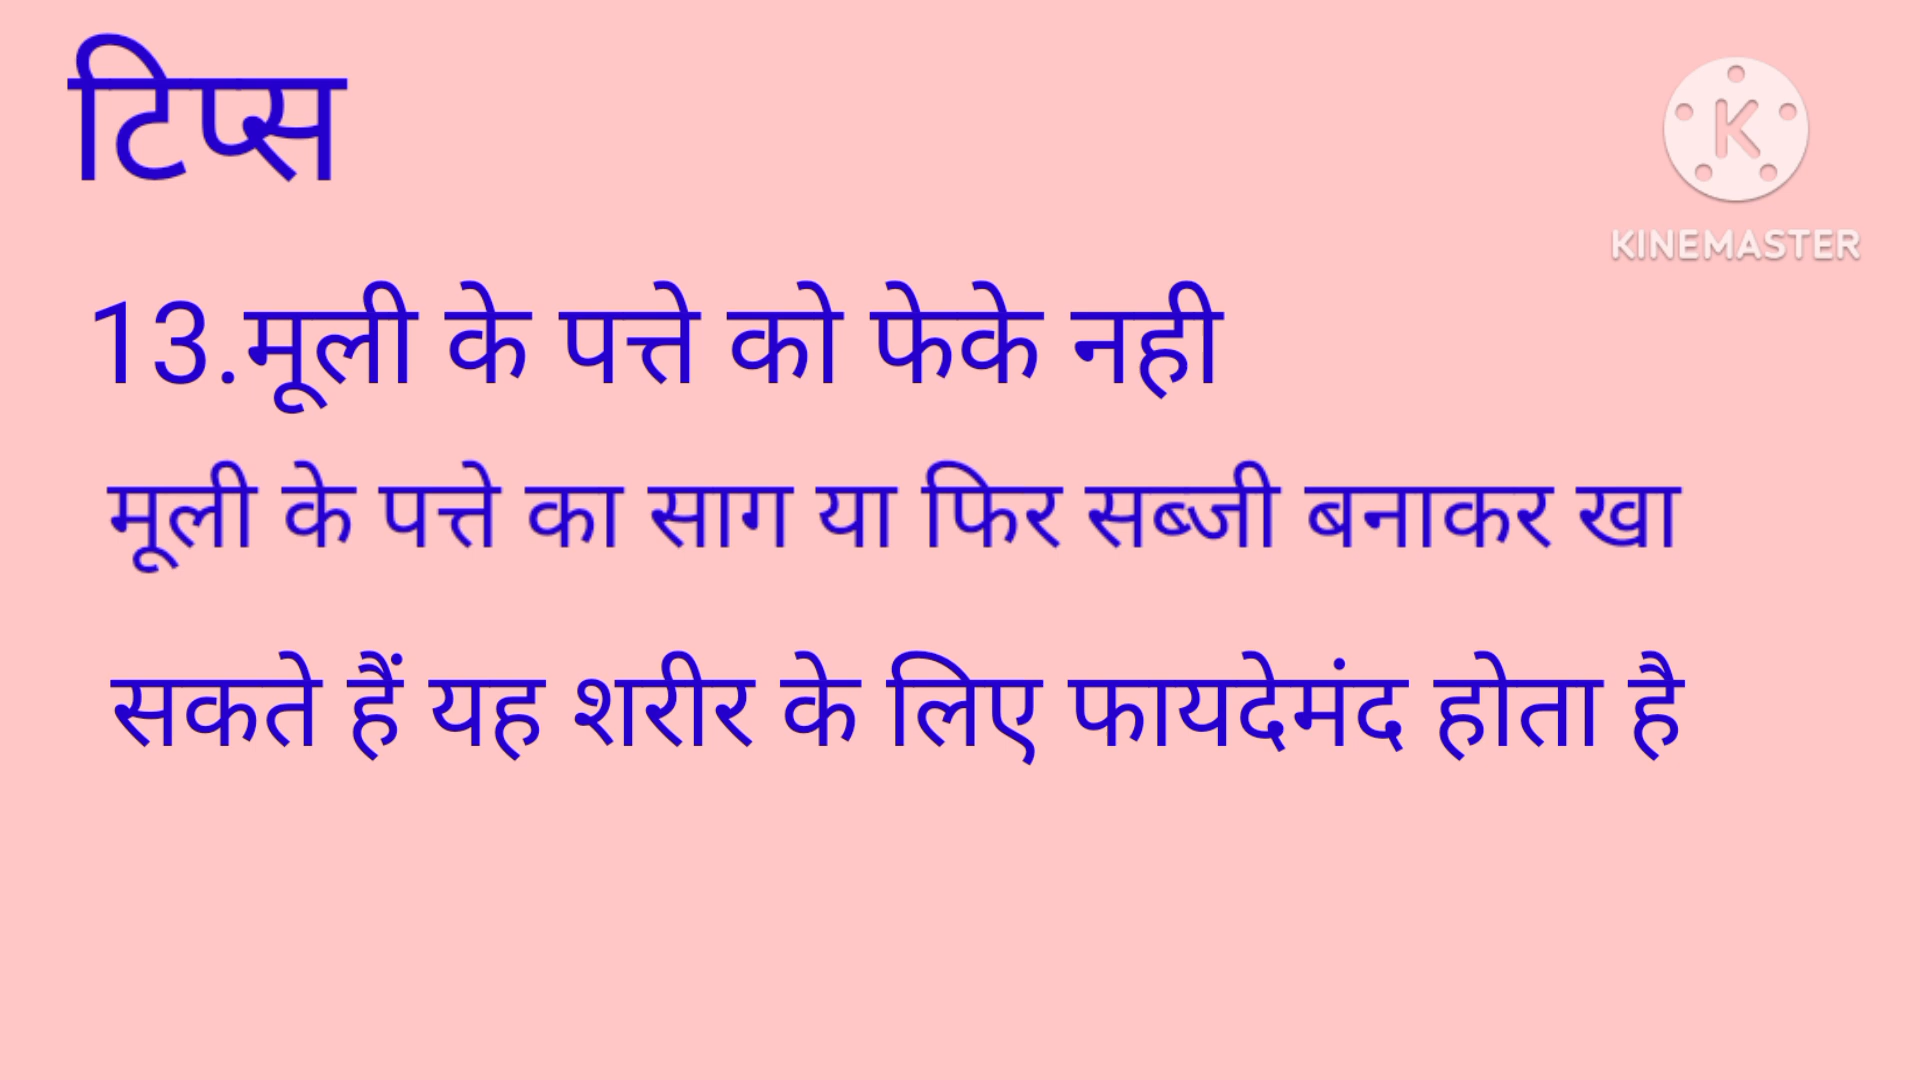 टिप्स
KINEMASTER
13.मूली के पत्ते को फेके नही
मूली के पत्ते का साग या फिर सब्जी बनाकर खा
सकते हैं यह शरीर के लिए फायदेमंद होता है